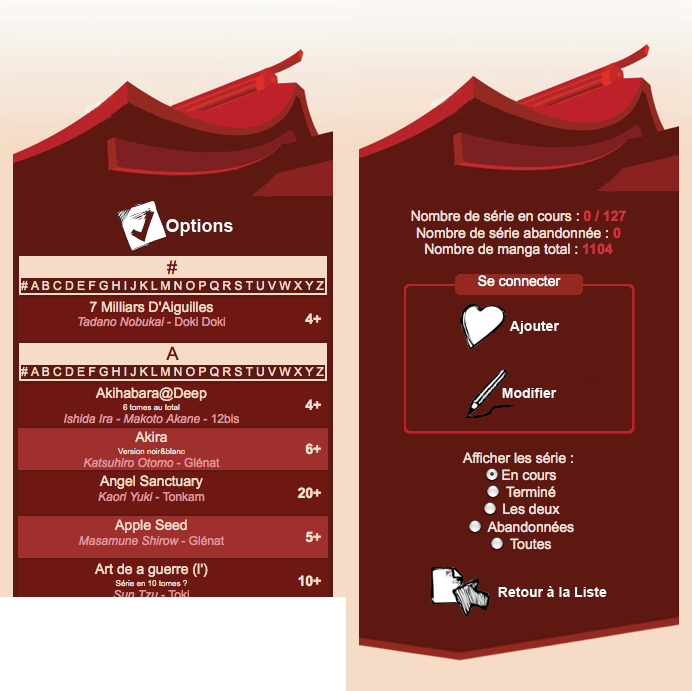 Options
#
# A B C D E F G H I J K L M N O P Q R S T U V W X Y Z
7 Milliars D'Aiguilles
Tadano Nobukai - Doki Doki
4+
A
# A B C D E F G H I J K L M N O P Q R S T U V W X Y Z
Akihabara@Deep
6 tomes au total
Ishida Ira - Makoto Akane - 12bis
4+
Akira
Version noir&blanc
Katsuhiro Otomo - Glénat
6+
Angel Sanctuary
Kaori Yuki - Tonkam
20+
Apple Seed
Masamune Shirow - Glénat
5+
Art de a guerre (l')
Série en 10 tomes ?
Sun Tzu - Toki
10+
Nombre de série en cours : 0 / 127
Nombre de série abandonnée : 0
Nombre de manga total : 1104
Se connecter
Ajouter
Modifier
Afficher les série :
En cours
Terminé
Les deux
Abandonnées
Toutes
Retour à la Liste